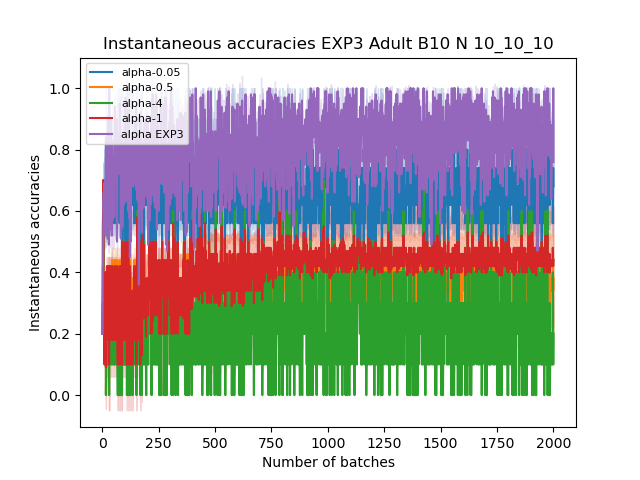 Instantaneous accuracies EXP3 Adult B10 N 10_10_10
alpha-0.05
alpha-0.5
alpha-4
alpha-1
alpha EXP3
1.0
0.8
0.6
0.4
0.2
0.0
Instantaneous accuracies
0 250 500 750 1000 1250 1500 1750 2000
Number of batches